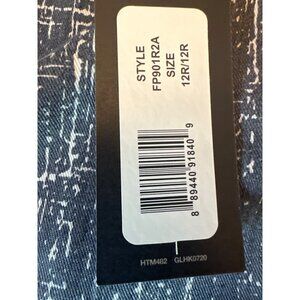 STYLE
FP901R2A
SIZE
12R/12R
8 89440 91840 9
HTM482 GLHK0720